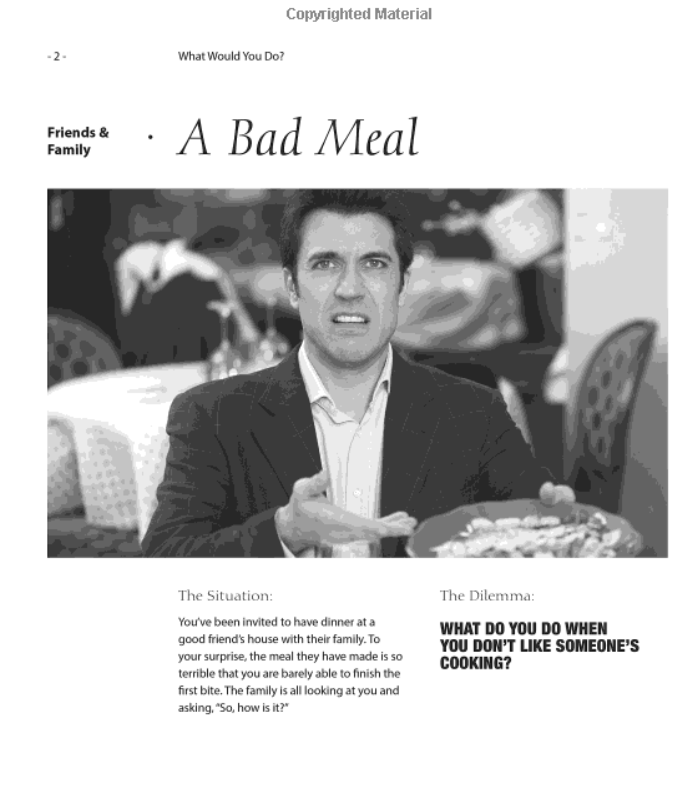 Copyrighted Material
- 2 -
What Would You Do?
Friends &
Family
· A Bad Meal
The Situation:
You've been invited to have dinner at a
good friend's house with their family. To
your surprise, the meal they have made is so
terrible that you are barely able to finish the
first bite. The family is all looking at you and
asking, "So, how is it?"
The Dilemma:
WHAT DO YOU DO WHEN
YOU DON'T LIKE SOMEONE'S
COOKING?